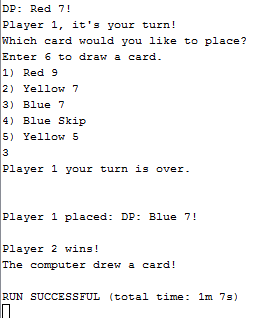 DP: Red 7!
Player 1, it's your turn!
Which card would you like to place?
Enter 6 to draw a card.
1) Red 9
2) Yellow 7
3) Blue 7
4) Blue Skip
5) Yellow 5
3
Player 1 your turn is over.
Player 1 placed: DP: Blue 7!
Player 2 wins!
The computer drew a card!
RUN SUCCESSFUL (total time: 1m 7s)